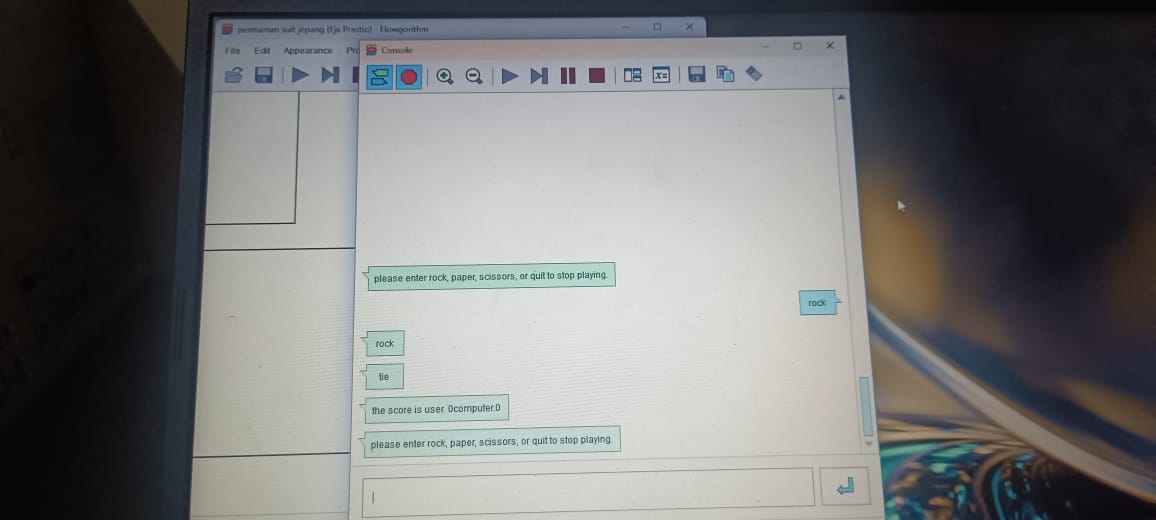 permainan suit jepang (Eja Prastio) - Flowgorithm
File Edit Appearance
Console
please enter rock, paper, scissors, or quit to stop playing.
rock
rock
tie
the score is user. 0computer.0
please enter rock, paper, scissors, or quit to stop playing.